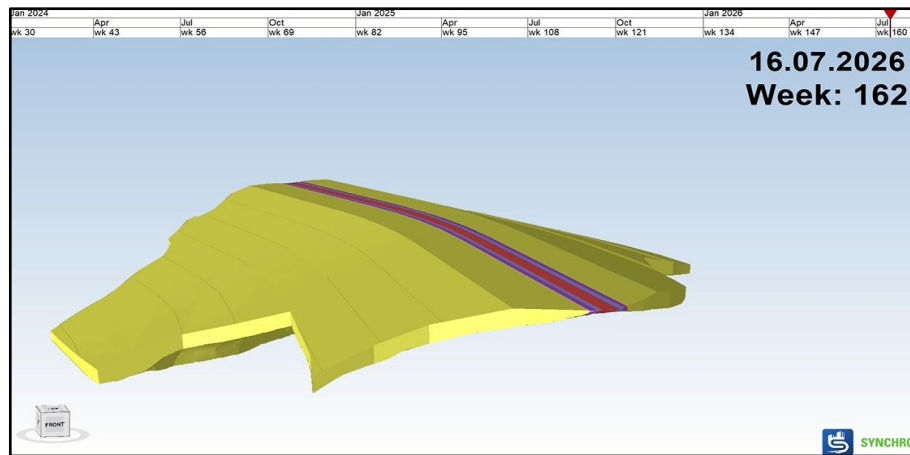 Jan 2024 Jan 2025 Jan 2026
Apr Jul Oct Apr Jul Oct Apr Jul
wk 30 wk 43 wk 56 wk 69 wk 82 wk 95 wk 108 wk 121 wk 134 wk 147 wk 160
16.07.2026
Week: 162
FRONT
SYNCHRO